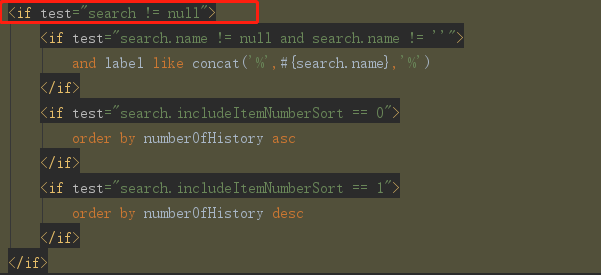 <if test="search != null">
<if test="search.name != null and search.name != ''">
and label like concat('%',#{search.name},'%')
</if>
<if test="search.includeItemNumberSort == 0">
order by numberOfHistory asc
</if>
<if test="search.includeItemNumberSort == 1">
order by numberOfHistory desc
</if>
</if>